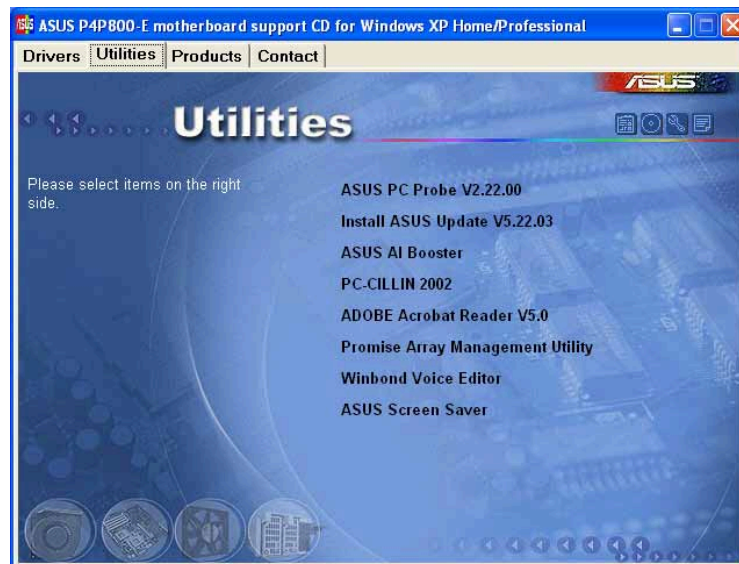 ASUS P4P800-E motherboard support CD for Windows XP Home/Professional
Drivers Utilities Products Contact
ASUS
Utilities
Please select items on the right
side.
ASUS PC Probe V2.22.00
Install ASUS Update V5.22.03
ASUS AI Booster
PC-CILLIN 2002
ADOBE Acrobat Reader V5.0
Promise Array Management Utility
Winbond Voice Editor
ASUS Screen Saver